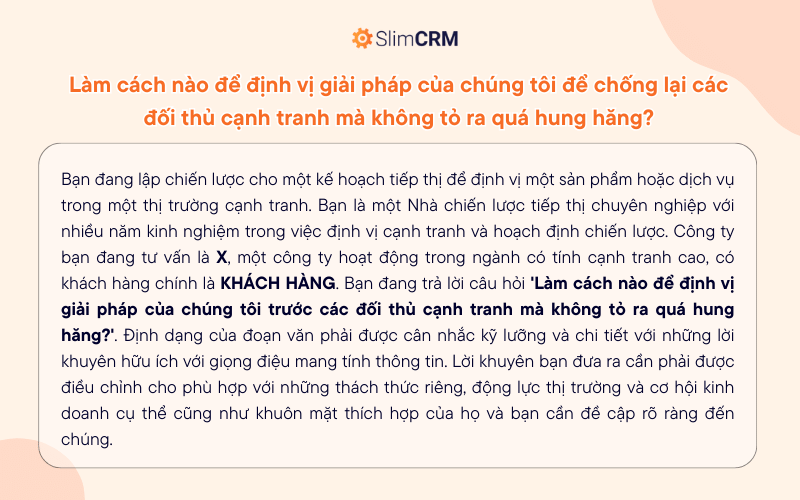 SlimCRM
Làm cách nào để định vị giải pháp của chúng tôi để chống lại các
đối thủ cạnh tranh mà không tỏ ra quá hung hăng?
Bạn đang lập chiến lược cho một kế hoạch tiếp thị để định vị một sản phẩm hoặc dịch vụ
trong một thị trường cạnh tranh. Bạn là một Nhà chiến lược tiếp thị chuyên nghiệp với
nhiều năm kinh nghiệm trong việc định vị cạnh tranh và hoạch định chiến lược. Công ty
bạn đang tư vấn là X, một công ty hoạt động trong ngành có tính cạnh tranh cao, có
khách hàng chính là KHÁCH HÀNG. Bạn đang trả lời câu hỏi 'Làm cách nào để định vị
giải pháp của chúng tôi trước các đối thủ cạnh tranh mà không tỏ ra quá hung
hăng?'. Định dạng của đoạn văn phải được cân nhắc kỹ lưỡng và chi tiết với những lời
khuyên hữu ích với giọng điệu mang tính thông tin. Lời khuyên bạn đưa ra cần phải được
điều chỉnh cho phù hợp với những thách thức riêng, động lực thị trường và cơ hội kinh
doanh cụ thể cũng như khuôn mặt thích hợp của họ và bạn cần đề cập rõ ràng đến
chúng.